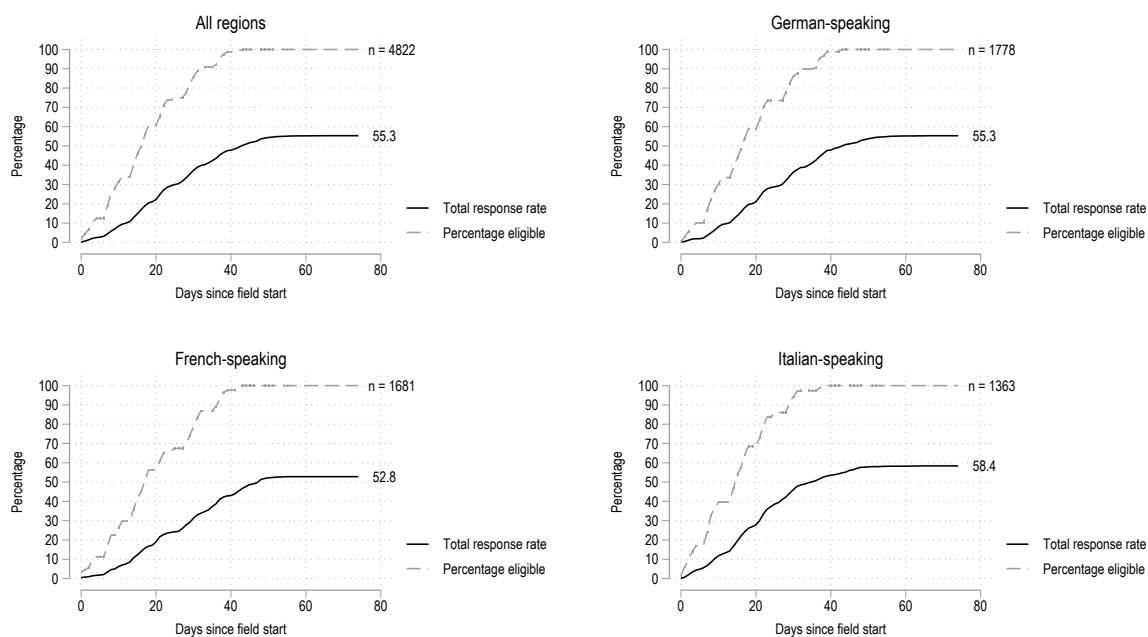 All regions
100
90
80
70
60
50
40
30
20
10
0
Percentage
n = 4822
55.3
Total response rate
Percentage eligible
0 20 40 60 80
Days since field start
German-speaking
100
90
80
70
60
50
40
30
20
10
0
Percentage
n = 1778
55.3
Total response rate
Percentage eligible
0 20 40 60 80
Days since field start
French-speaking
100
90
80
70
60
50
40
30
20
10
0
Percentage
n = 1681
52.8
Total response rate
Percentage eligible
0 20 40 60 80
Days since field start
Italian-speaking
100
90
80
70
60
50
40
30
20
10
0
Percentage
n = 1363
58.4
Total response rate
Percentage eligible
0 20 40 60 80
Days since field start